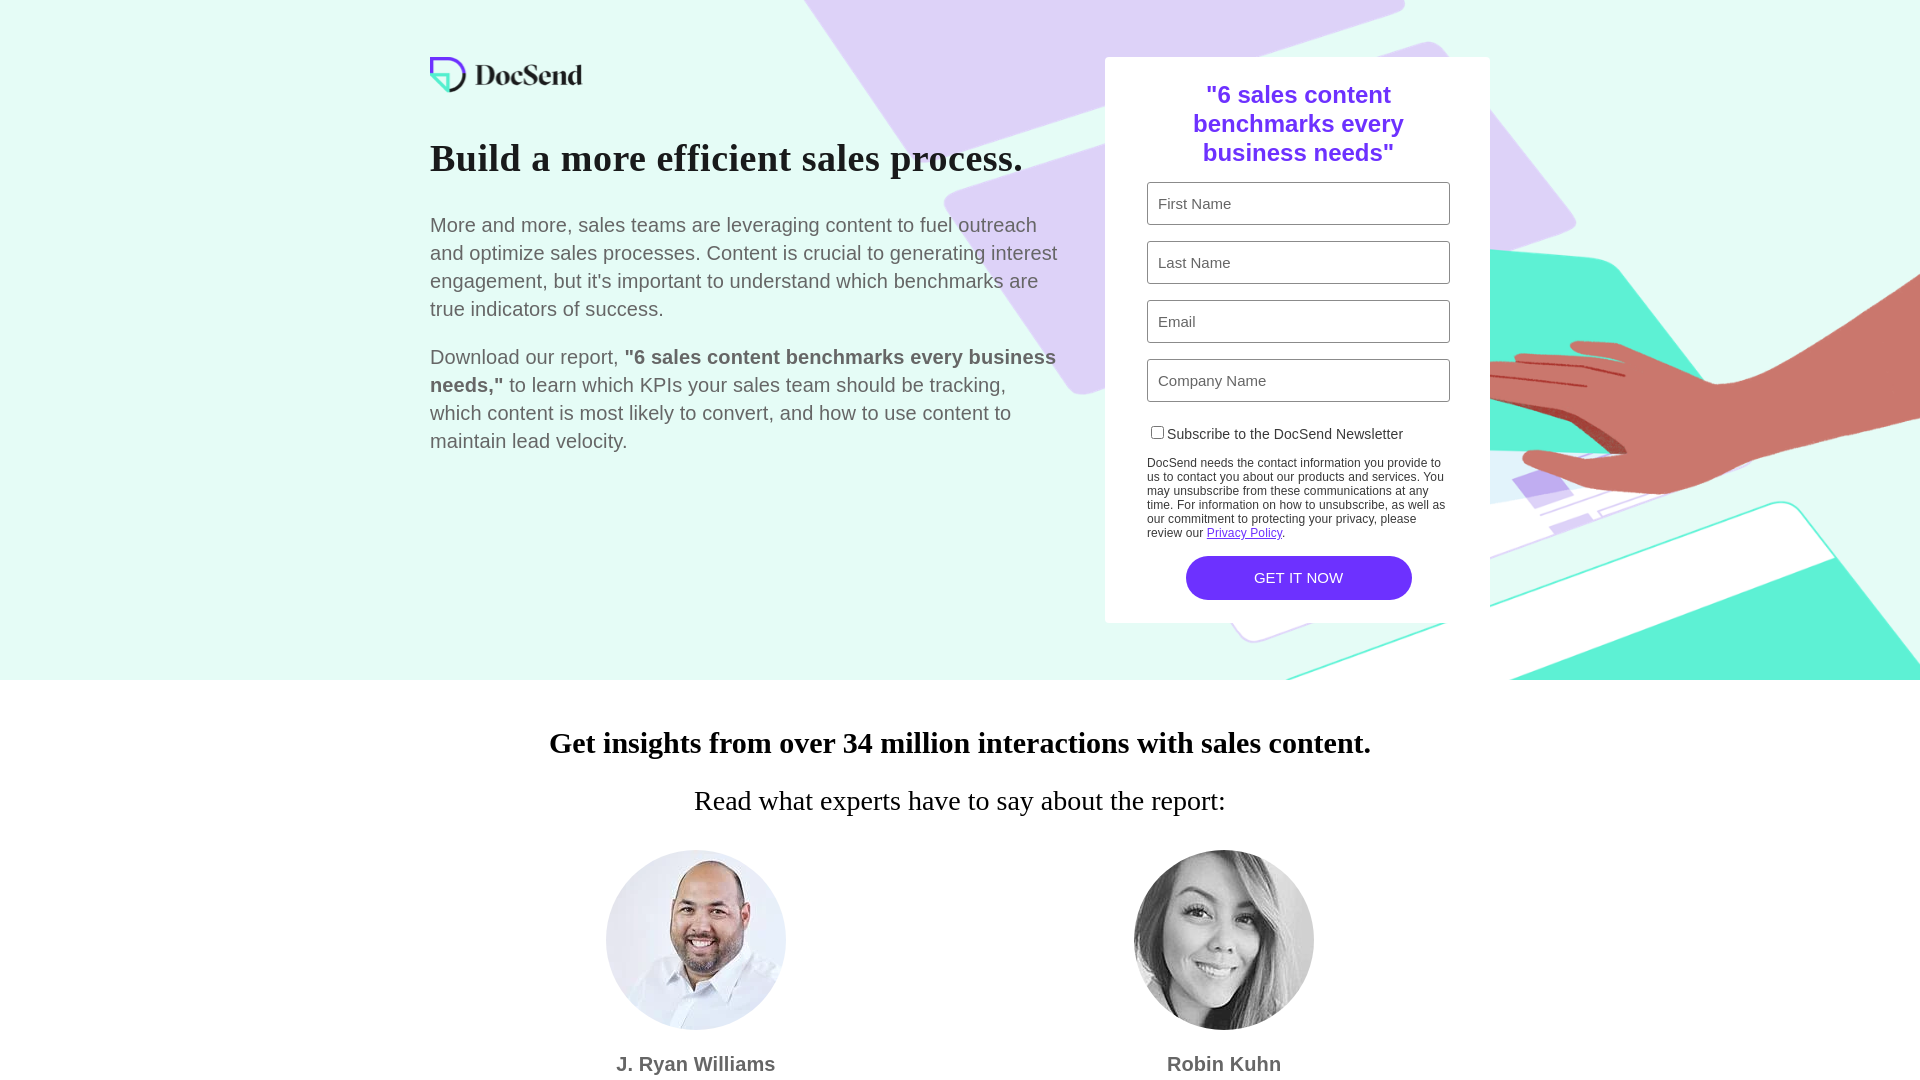 DocSend
Build a more efficient sales process.
More and more, sales teams are leveraging content to fuel outreach
and optimize sales processes. Content is crucial to generating interest
engagement, but it's important to understand which benchmarks are
true indicators of success.
Download our report, "6 sales content benchmarks every business
needs," to learn which KPIs your sales team should be tracking,
which content is most likely to convert, and how to use content to
maintain lead velocity.
"6 sales content
benchmarks every
business needs"
First Name
Last Name
Email
Company Name
Subscribe to the DocSend Newsletter
DocSend needs the contact information you provide to
us to contact you about our products and services. You
may unsubscribe from these communications at any
time. For information on how to unsubscribe, as well as
our commitment to protecting your privacy, please
review our Privacy Policy.
GET IT NOW
Get insights from over 34 million interactions with sales content.
Read what experts have to say about the report:
J. Ryan Williams
Robin Kuhn